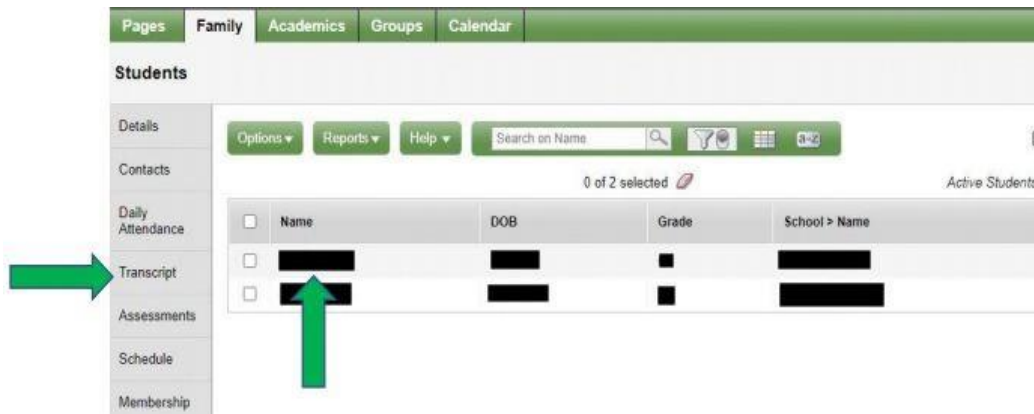 Pages Family Academics Groups Calendar
Students
Details
Contacts
Daily
Attendance
Transcript
Assessments
Schedule
Membership
Options Reports Help Search on Name a-z
0 of 2 selected Active Students
Name DOB Grade School > Name